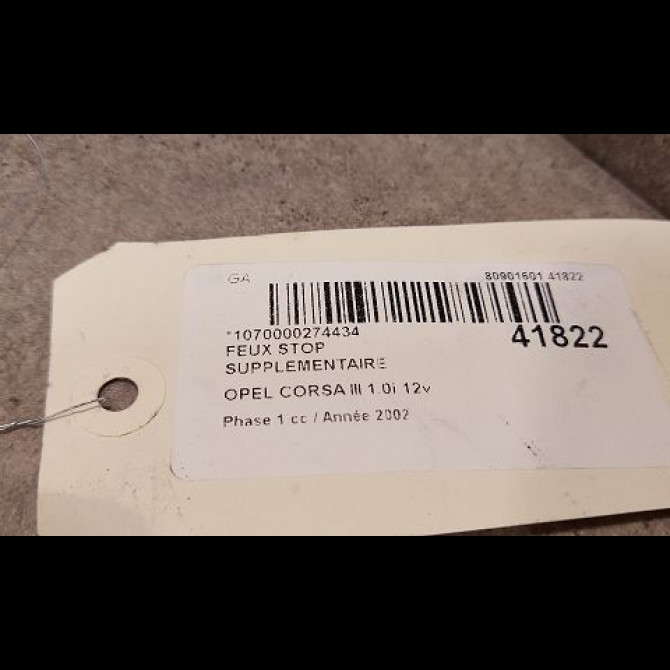 GA 80901601 41822
*1070000274434 41822
FEUX STOP
SUPPLEMENTAIRE
OPEL CORSA III 1.0i 12v
Phase 1 cc / Année 2002